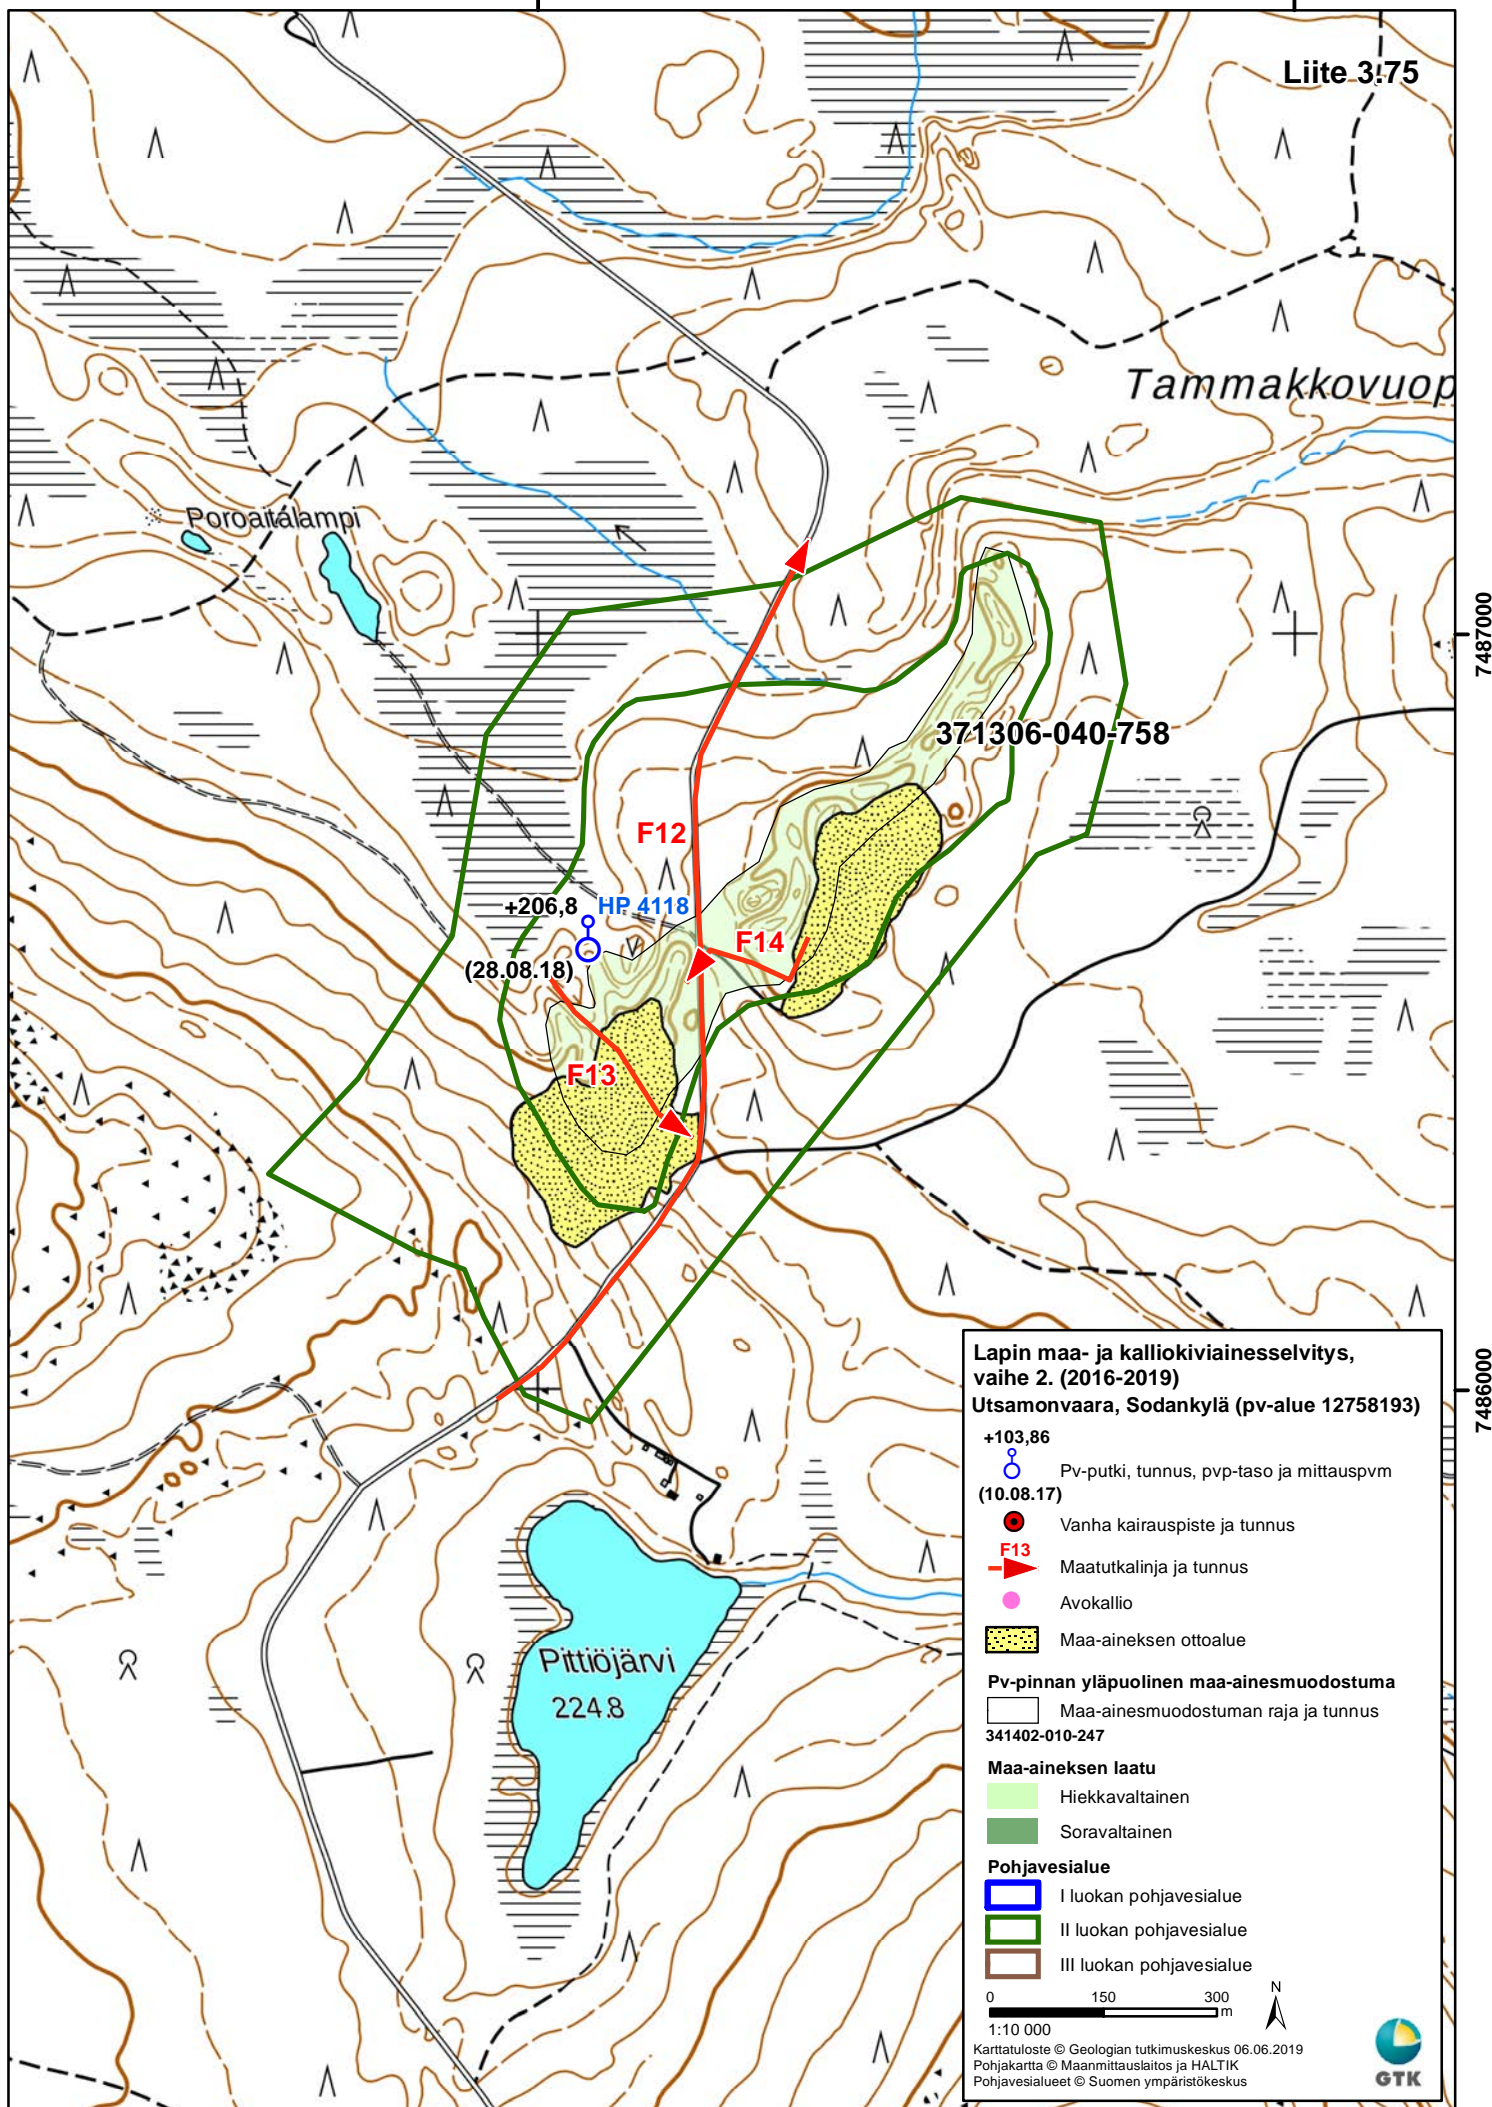 Liite 3.75
Tammakkovuop
Poroaitalampi
7487000
371306-040-758
F12
+206,8 HP 4118
F14
(28.08.18)
F13
7486000
Pittiöjärvi
224.8
Lapin maa- ja kalliokiviainesselvitys,
vaihe 2. (2016-2019)
Utsamonvaara, Sodankylä (pv-alue 12758193)
+103,86
Pv-putki, tunnus, pvp-taso ja mittauspvm
(10.08.17)
Vanha kairauspiste ja tunnus
F13
Maatutkalinja ja tunnus
Avokallio
Maa-aineksen ottoalue
Pv-pinnan yläpuolinen maa-ainesmuodostuma
Maa-ainesmuodostuman raja ja tunnus
341402-010-247
Maa-aineksen laatu
Hiekkavaltainen
Soravaltainen
Pohjavesialue
I luokan pohjavesialue
II luokan pohjavesialue
III luokan pohjavesialue
0 150 300
m
N
1:10 000
Karttatuloste © Geologian tutkimuskeskus 06.06.2019
Pohjakartta © Maanmittauslaitos ja HALTIK
Pohjavesialueet © Suomen ympäristökeskus
GTK